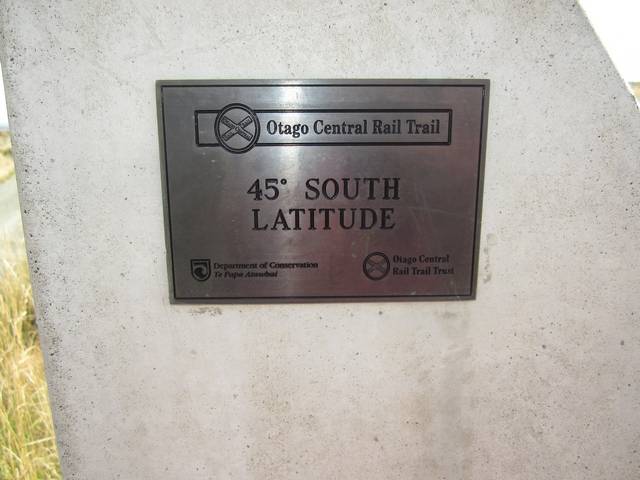 Otago Central Rail Trail
45° SOUTH
LATITUDE
Department of Conservation
Te Papa Atawhai
Otago Central
Rail Trail Trust